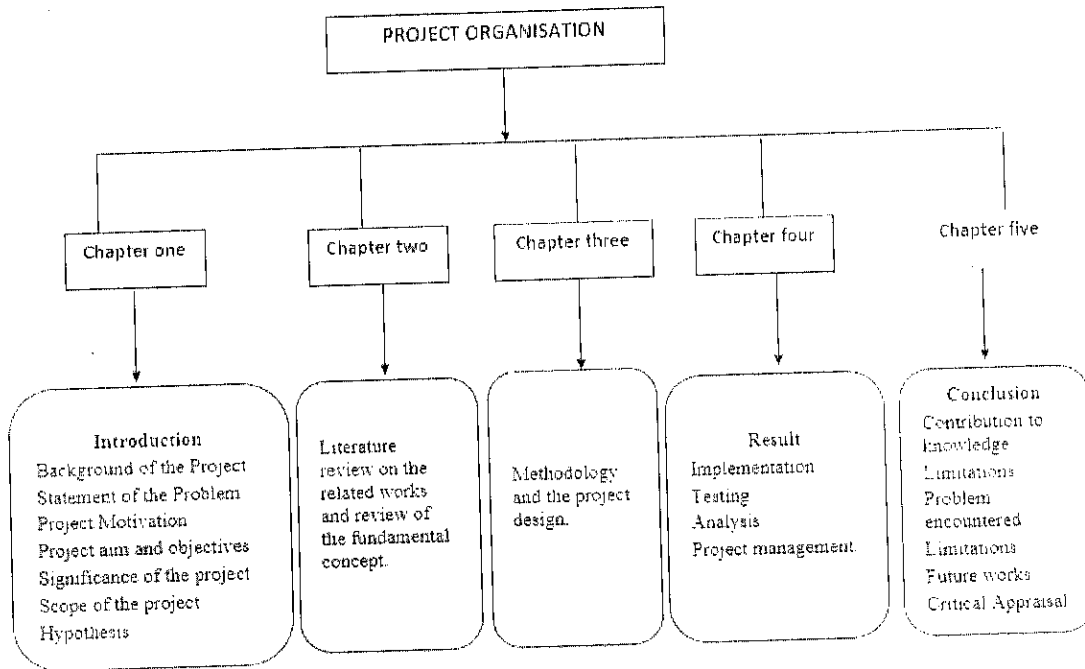 PROJECT ORGANISATION
Chapter one
Chapter two
Chapter three
Chapter four
Chapter five
Introduction
Background of the Project
Statement of the Problem
Project Motivation
Project aim and objectives
Significance of the project
Scope of the project
Hypothesis
Literature
review on the
related works
and review of
the fundamental
concept.
Methodology
and the project
design.
Result
Implementation
Testing
Analysis
Project management
Conclusion
Contribution to
knowledge
Limitations
Problem
encountered
Limitations
Future works
Critical Appraisal